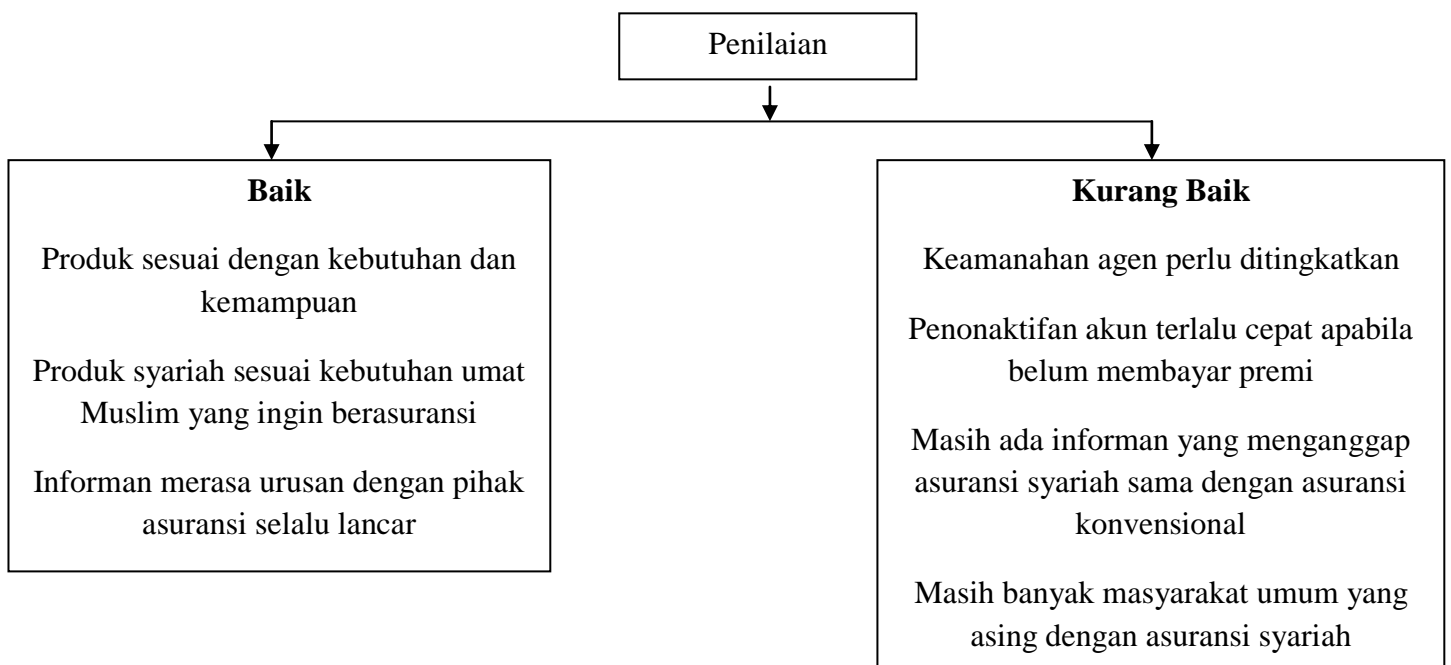 Penilaian
Baik
Produk sesuai dengan kebutuhan dan
kemampuan
Produk syariah sesuai kebutuhan umat
Muslim yang ingin berasuransi
Informan merasa urusan dengan pihak
asuransi selalu lancar
Kurang Baik
Keamanahan agen perlu ditingkatkan
Penonaktifan akun terlalu cepat apabila
belum membayar premi
Masih ada informan yang menganggap
asuransi syariah sama dengan asuransi
konvensional
Masih banyak masyarakat umum yang
asing dengan asuransi syariah